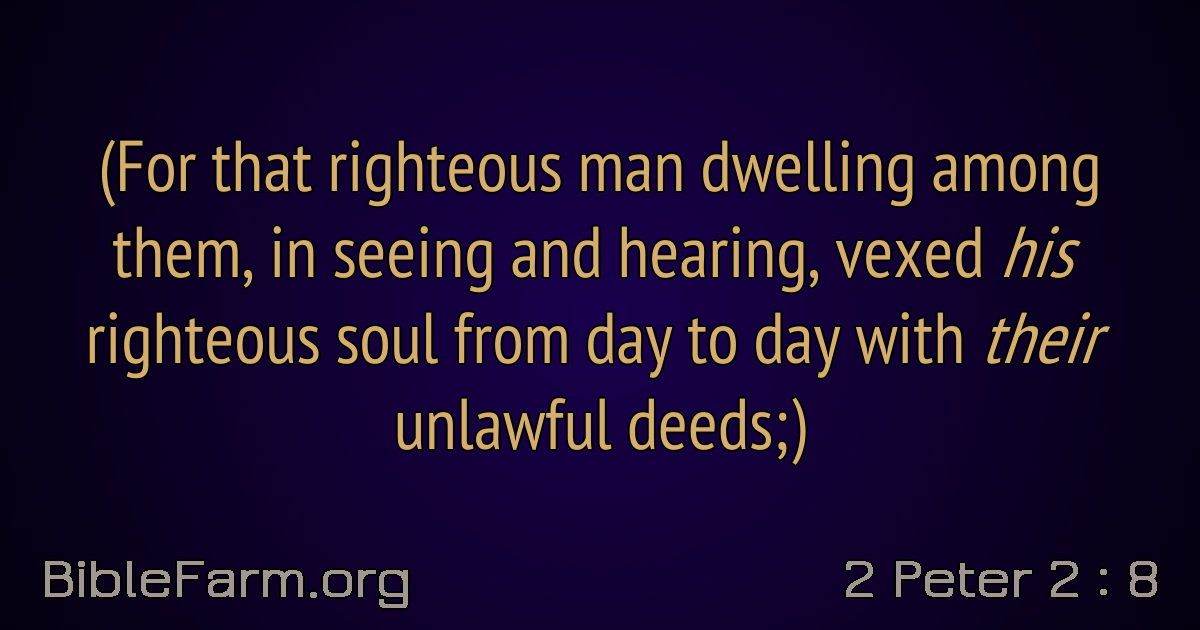 (For that righteous man dwelling among
them, in seeing and hearing, vexed his
righteous soul from day to day with their
unlawful deeds;)
BibleFarm.org
2 Peter 2 : 8